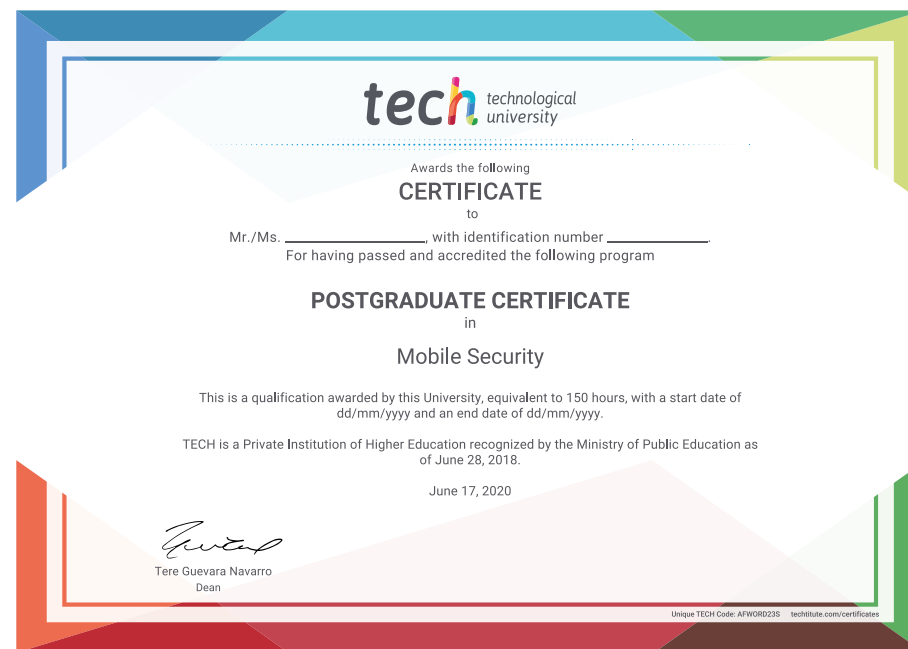 tech technological
university
Awards the following
CERTIFICATE
to
Mr./Ms. ____________________, with identification number ______________.
For having passed and accredited the following program
POSTGRADUATE CERTIFICATE
in
Mobile Security
This is a qualification awarded by this University, equivalent to 150 hours, with a start date of
dd/mm/yyyy and an end date of dd/mm/yyyy.
TECH is a Private Institution of Higher Education recognized by the Ministry of Public Education as
of June 28, 2018.
June 17, 2020
Tere Guevara Navarro
Dean
Unique TECH Code: AFWORD23S techtitute.com/certificates